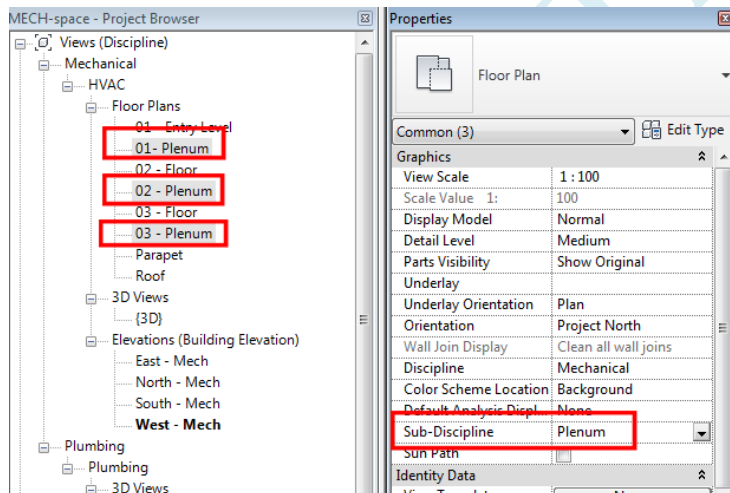 MECH-space - Project Browser
Views (Discipline)
Mechanical
HVAC
Floor Plans
01 - Entry Level
01- Plenum
02 - Floor
02 - Plenum
03 - Floor
03 - Plenum
Parapet
Roof
3D Views
{3D}
Elevations (Building Elevation)
East - Mech
North - Mech
South - Mech
West - Mech
Plumbing
Plumbing
3D Views
Properties
Floor Plan
Common (3)
Edit Type
Graphics
View Scale 1 : 100
Scale Value 1: 100
Display Model Normal
Detail Level Medium
Parts Visibility Show Original
Underlay
Underlay Orientation Plan
Orientation Project North
Wall Join Display Clean all wall joins
Discipline Mechanical
Color Scheme Location Background
Default Analysis Displ... None
Sub-Discipline Plenum
Sun Path
Identity Data